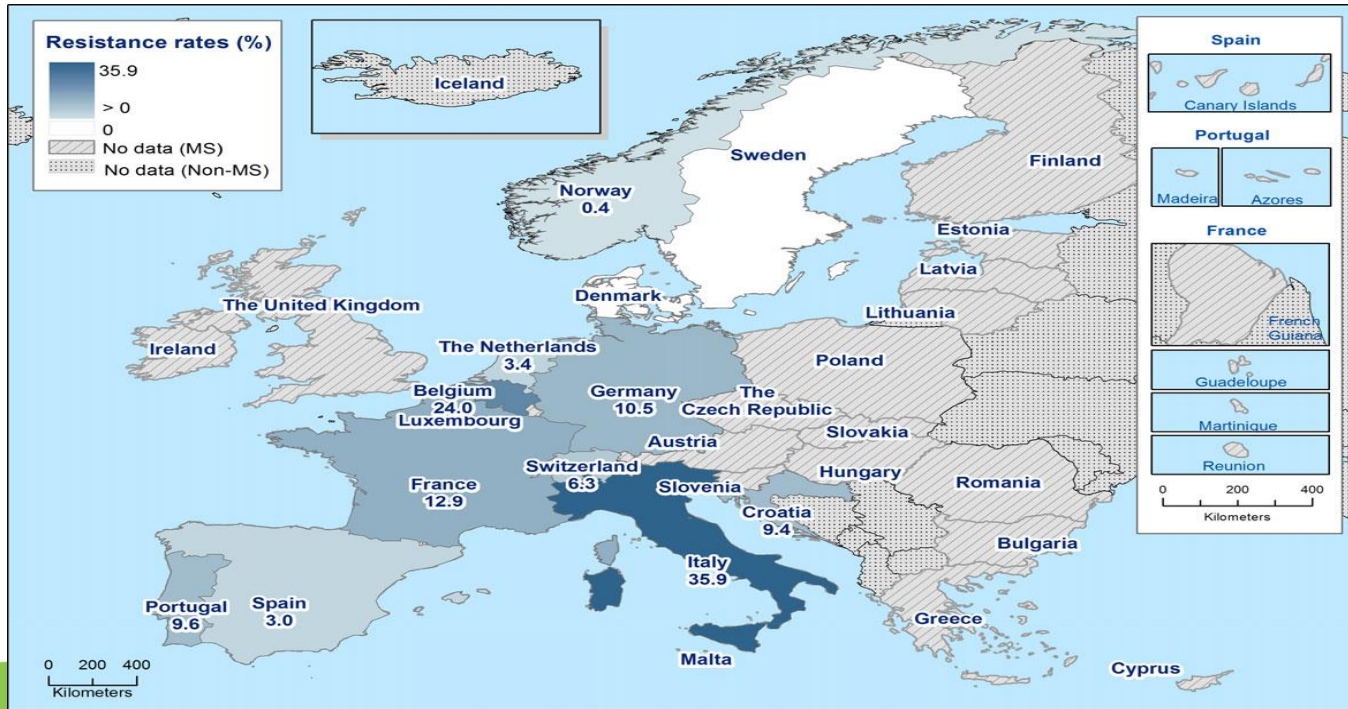 Resistance rates (%)
35.9
> 0
0
No data (MS)
No data (Non-MS)
Iceland
Spain
Canary Islands
Portugal
Madeira
Azores
France
French
Guiana
Guadeloupe
Martinique
Reunion
0 200 400
Kilometers
Sweden
Finland
Norway
0.4
Estonia
Latvia
Denmark
Lithuania
The United Kingdom
Ireland
The Netherlands
3.4
Poland
Belgium
24.0
Luxembourg
Germany
10.5
The
Czech Republic
Slovakia
Austria
Hungary
Switzerland
6.3
Slovenia
Romania
France
12.9
Croatia
9.4
Bulgaria
Italy
35.9
Portugal
9.6
Spain
3.0
Greece
Malta
Cyprus
0 200 400
Kilometers